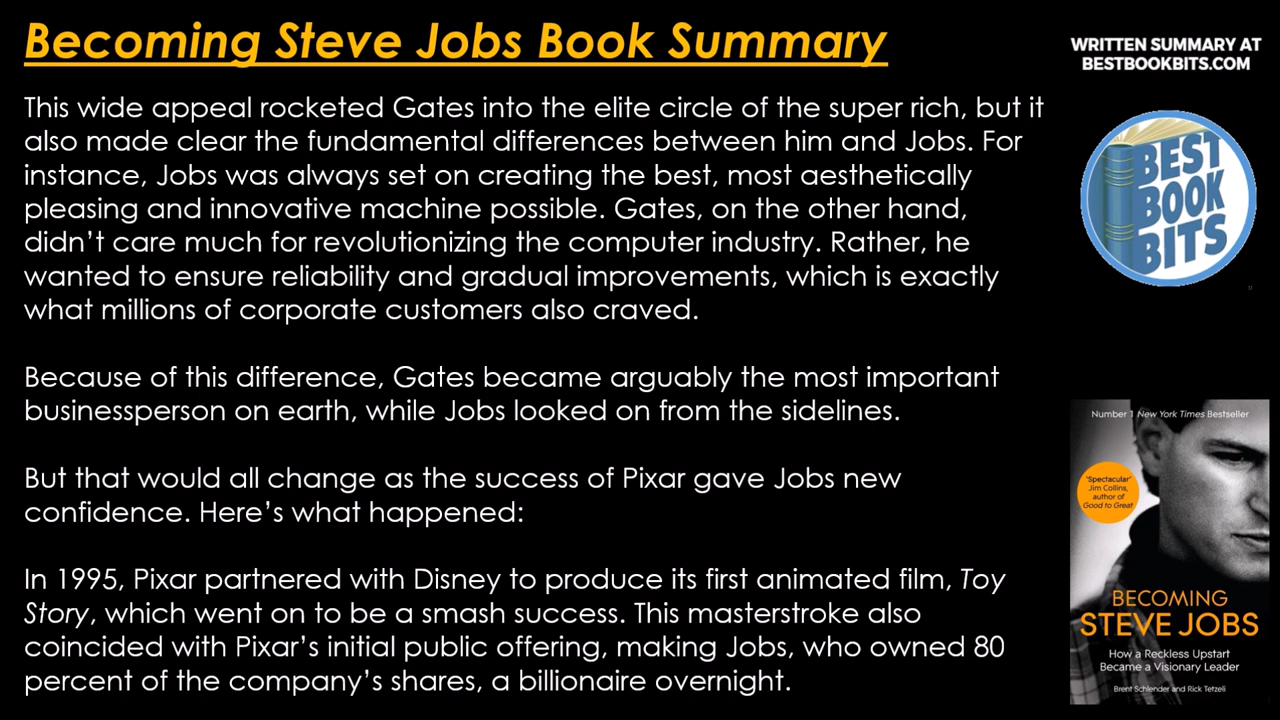 Becoming Steve Jobs Book Summary
WRITTEN SUMMARY AT
BESTBOOKBITS.COM
This wide appeal rocketed Gates into the elite circle of the super rich, but it
also made clear the fundamental differences between him and Jobs. For
instance, Jobs was always set on creating the best, most aesthetically
pleasing and innovative machine possible. Gates, on the other hand,
didn't care much for revolutionizing the computer industry. Rather, he
wanted to ensure reliability and gradual improvements, which is exactly
what millions of corporate customers also craved.
Because of this difference, Gates became arguably the most important
businessperson on earth, while Jobs looked on from the sidelines.
But that would all change as the success of Pixar gave Jobs new
confidence. Here's what happened:
In 1995, Pixar partnered with Disney to produce its first animated film, Toy
Story, which went on to be a smash success. This masterstroke also
coincided with Pixar's initial public offering, making Jobs, who owned 80
percent of the company's shares, a billionaire overnight.
BEST
BOOK
BITS
Number 1 New York Times Bestseller
'Spectacular'
Jim Collins,
author of
Good to Great
BECOMING
STEVE JOBS
How a Reckless Upstart
Became a Visionary Leader
Brent Schlender and Rick Tetzeli